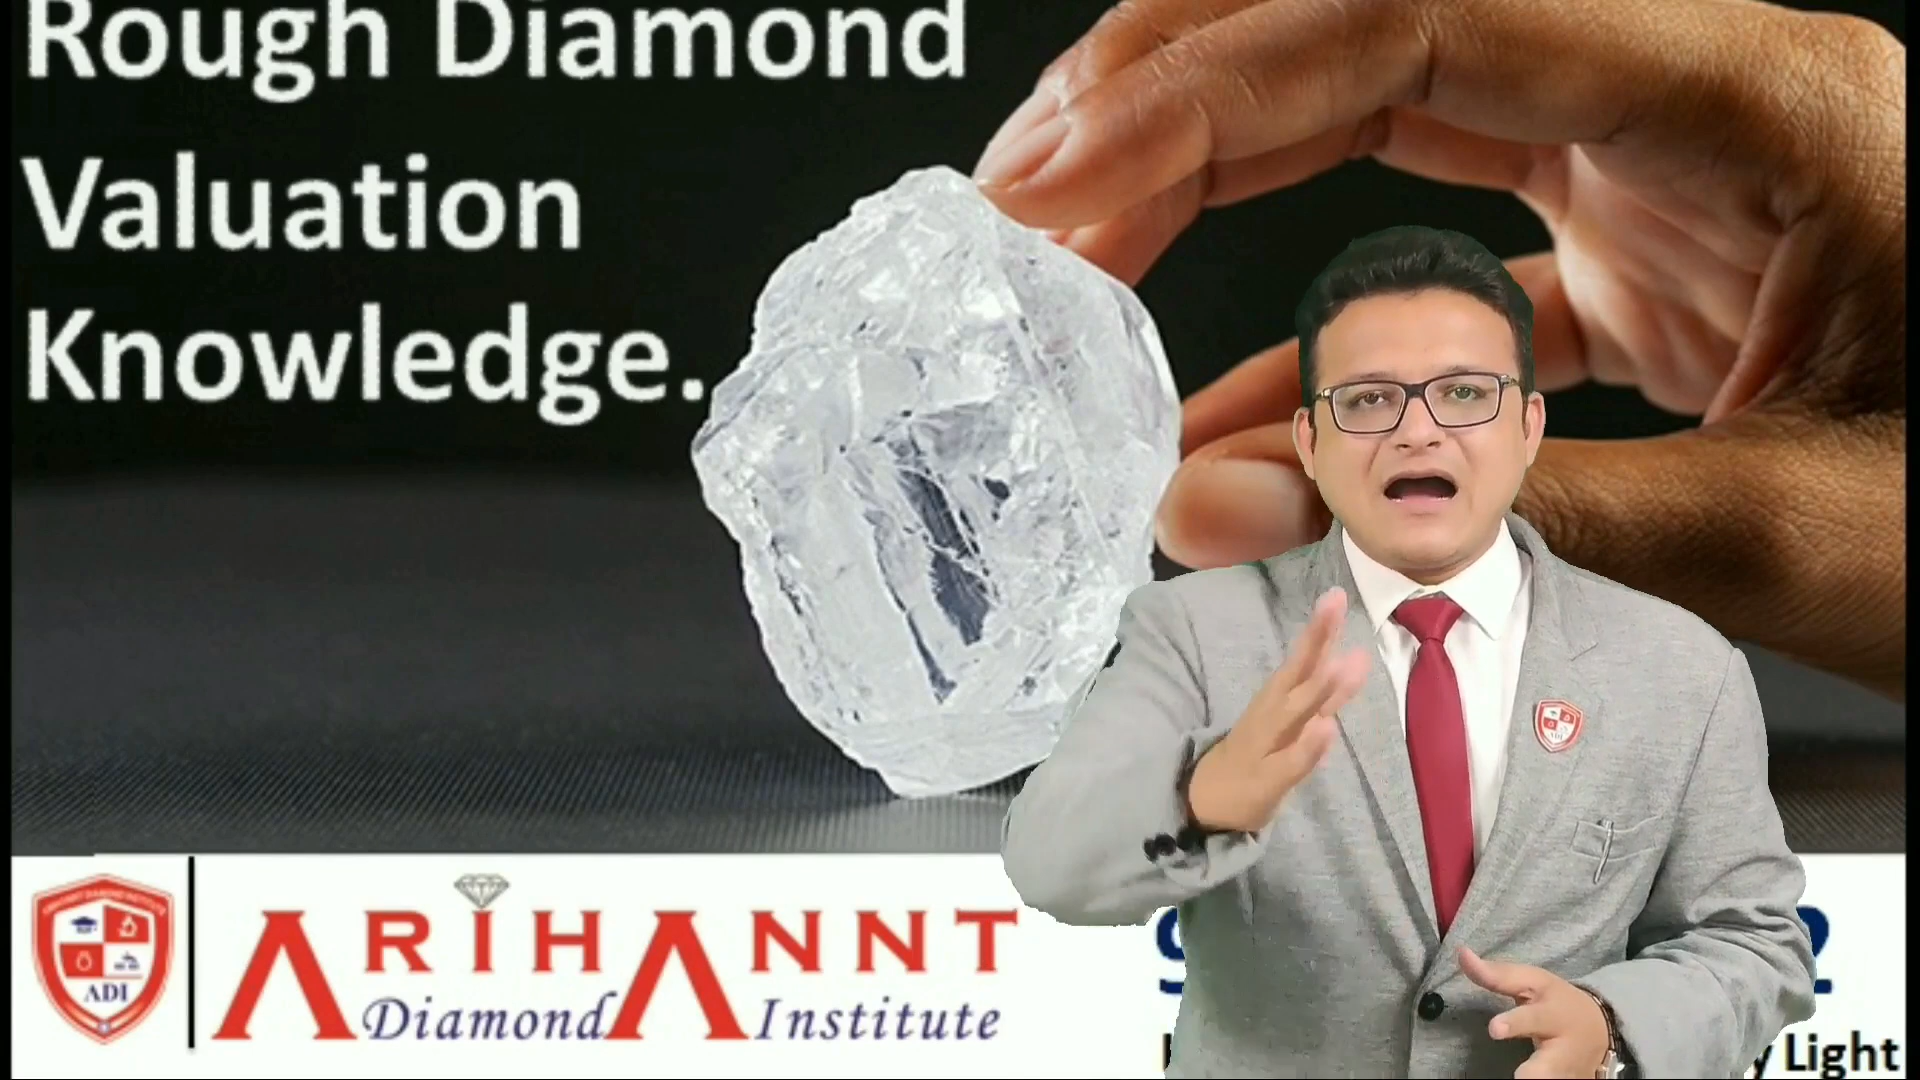 Rough Diamond
Valuation
Knowledge.
ARIHANNT
Diamond Institute
ADI
Light